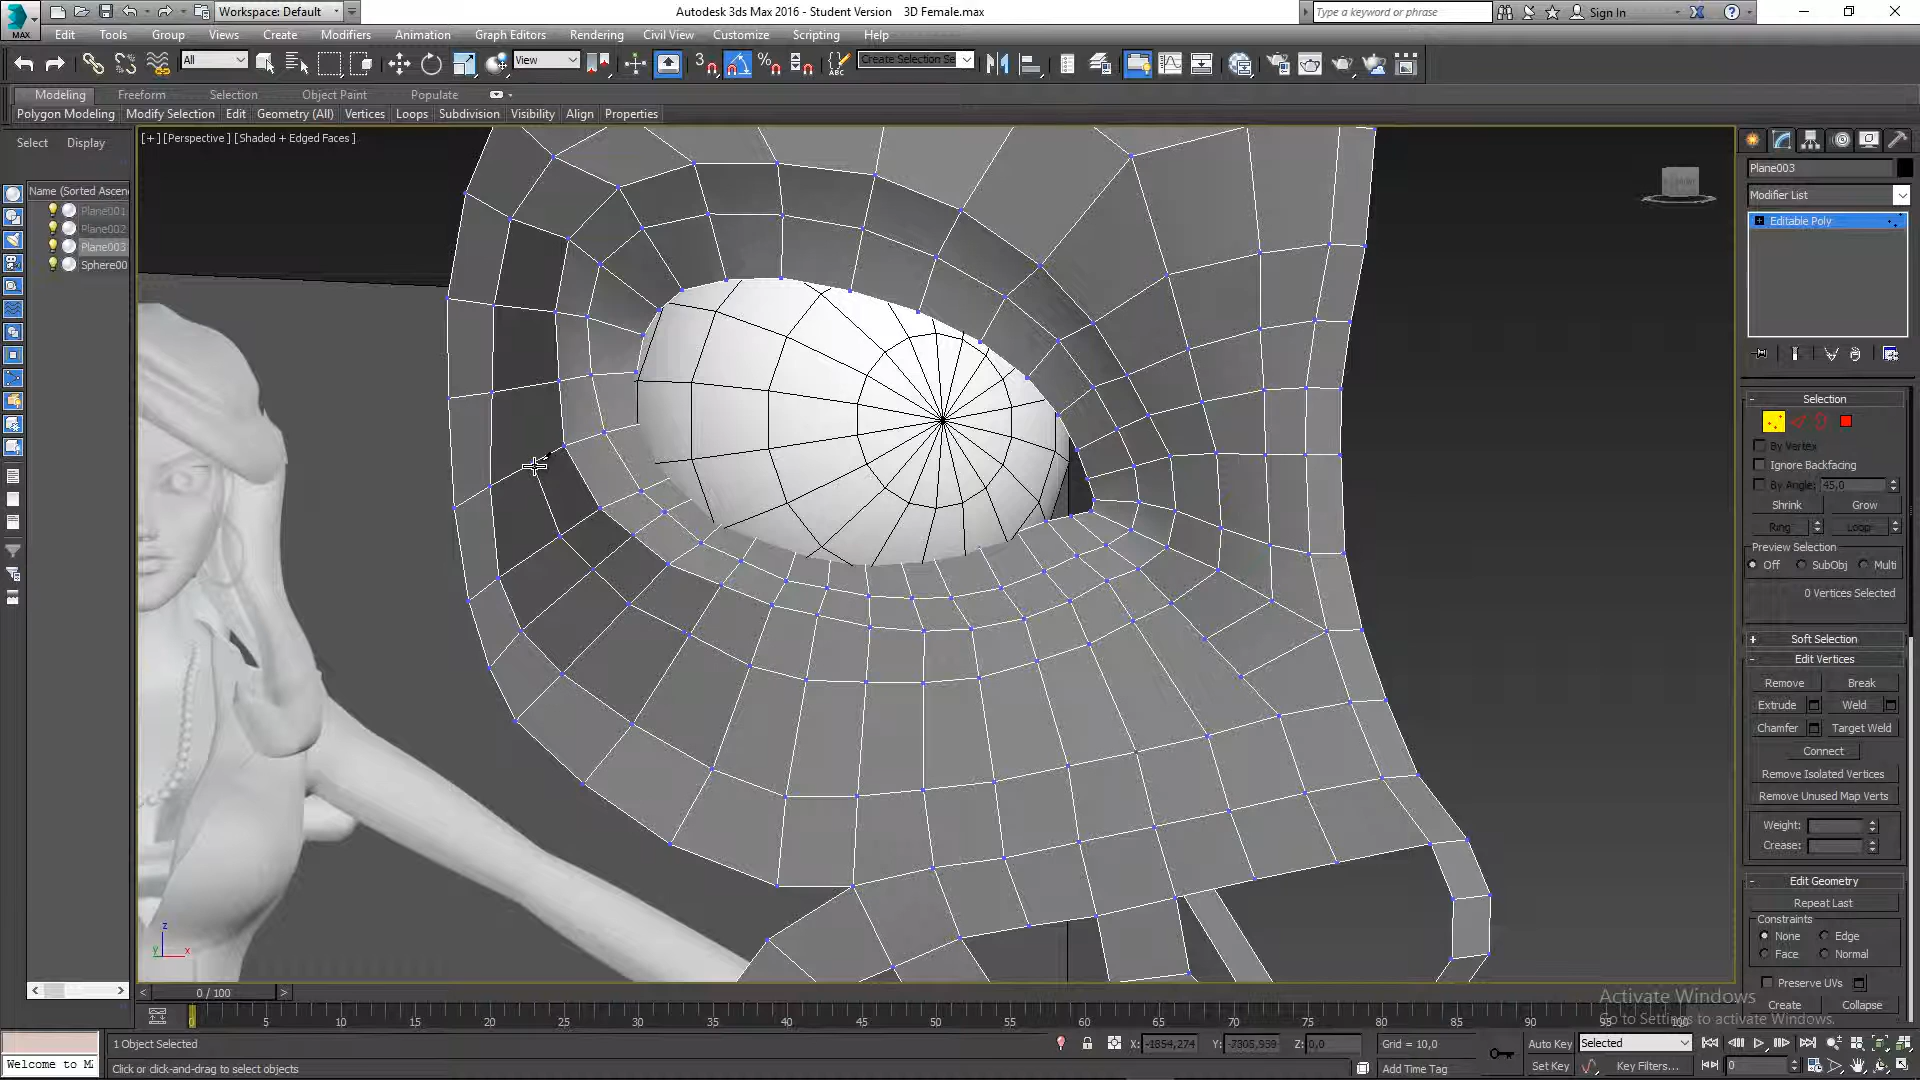 MAX
Workspace: Default
Autodesk 3ds Max 2016 - Student Version 3D Female.max
Type a keyword or phrase
Sign In
Edit Tools Group Views Create Modifiers Animation Graph Editors Rendering Civil View Customize Scripting Help
All
View
3
ABC
Create Selection Se
Modeling Freeform Selection Object Paint Populate
Polygon Modeling Modify Selection Edit Geometry (All) Vertices Loops Subdivision Visibility Align Properties
[+] [Perspective] [Shaded + Edged Faces]
Select Display
Name (Sorted Ascen
Plane001
Plane002
Plane003
Sphere00
Plane003
Modifier List
Editable Poly
Selection
By Vertex
Ignore Backfacing
By Angle: 45,0
Shrink Grow
Ring Loop
Preview Selection
Off SubObj Multi
0 Vertices Selected
Soft Selection
Edit Vertices
Remove Break
Extrude Weld
Chamfer Target Weld
Connect
Remove Isolated Vertices
Remove Unused Map Verts
Weight:
Crease:
Edit Geometry
Repeat Last
Constraints
None Edge
Face Normal
Preserve UVs
Create Collapse
z
y
x
Activate Windows
Go to Settings to activate Windows.
0 / 100
0 5 10 15 20 25 30 35 40 45 50 55 60 65 70 75 80 85 90 95 100
1 Object Selected
X: -1854,274 Y: -7305,959 Z: 0,0
Grid = 10,0
Auto Key Selected
Welcome to M
Click or click-and-drag to select objects
Add Time Tag
Set Key Key Filters...
0